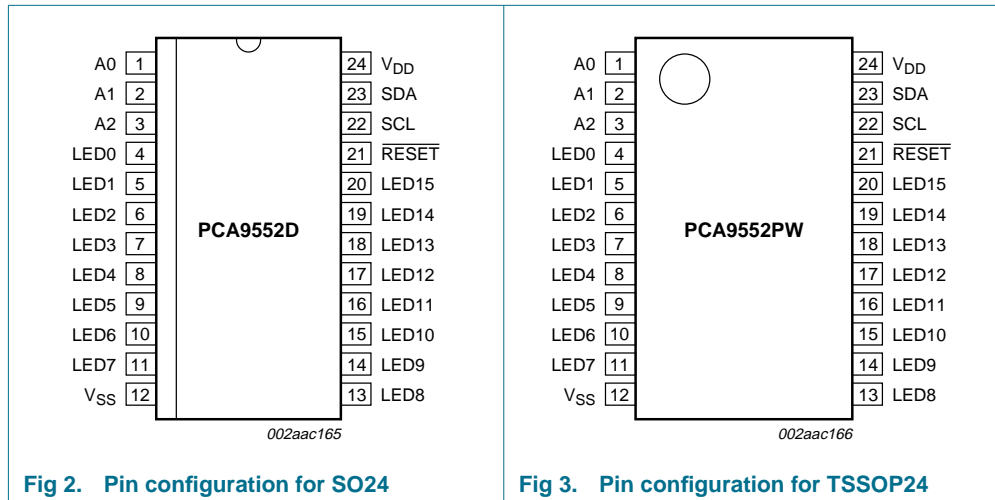 A0 1 24 VDD
A1 2 23 SDA
A2 3 22 SCL
LED0 4 21 RESET
LED1 5 20 LED15
LED2 6 19 LED14
LED3 7 18 LED13
LED4 8 17 LED12
LED5 9 16 LED11
LED6 10 15 LED10
LED7 11 14 LED9
VSS 12 13 LED8
PCA9552D
002aac165
Fig 2. Pin configuration for SO24
A0 1 24 VDD
A1 2 23 SDA
A2 3 22 SCL
LED0 4 21 RESET
LED1 5 20 LED15
LED2 6 19 LED14
LED3 7 18 LED13
LED4 8 17 LED12
LED5 9 16 LED11
LED6 10 15 LED10
LED7 11 14 LED9
VSS 12 13 LED8
PCA9552PW
002aac166
Fig 3. Pin configuration for TSSOP24